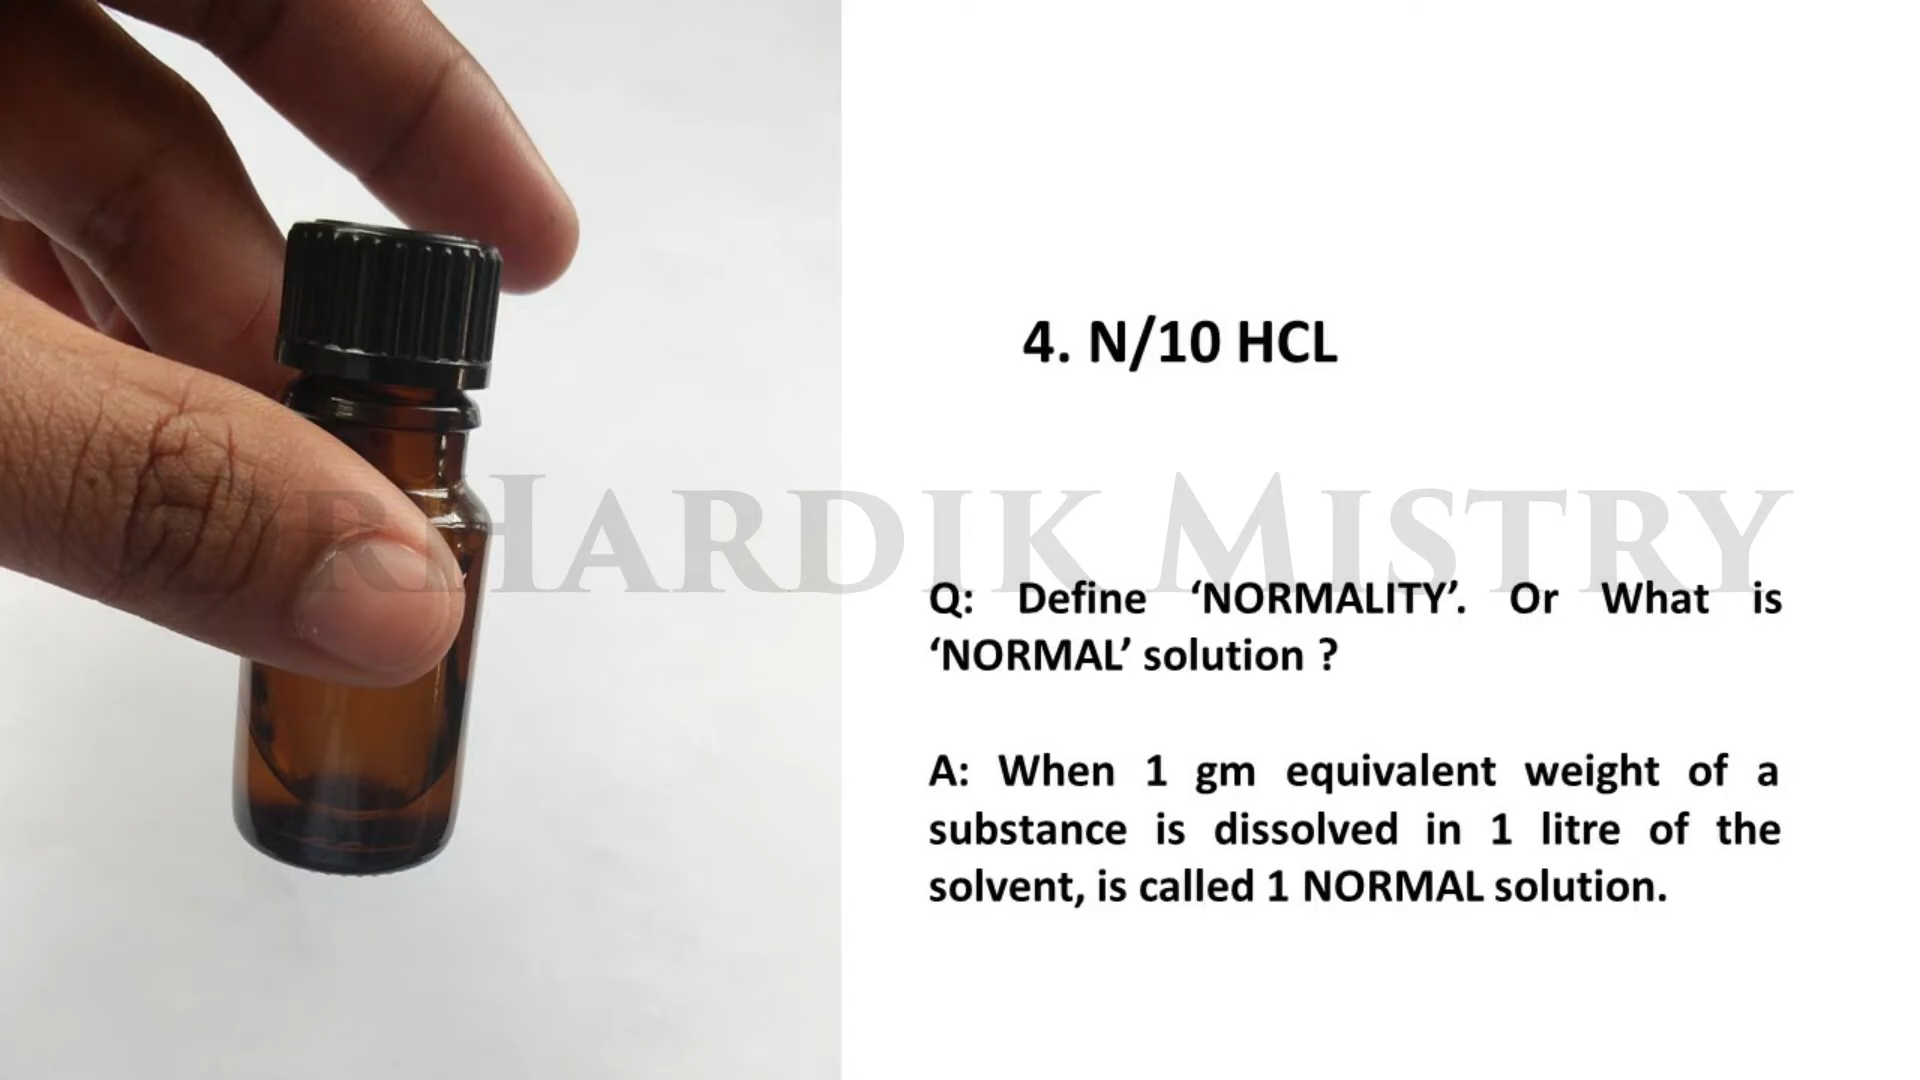 4. N/10 HCL
DR HARDIK MISTRY
Q: Define ‘NORMALITY’. Or What is
‘NORMAL’ solution ?
A: When 1 gm equivalent weight of a
substance is dissolved in 1 litre of the
solvent, is called 1 NORMAL solution.